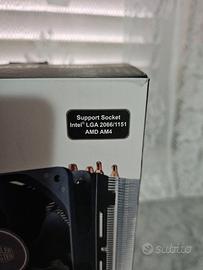 Support Socket
Intel® LGA 2066/1151
AMD AM4
Subito